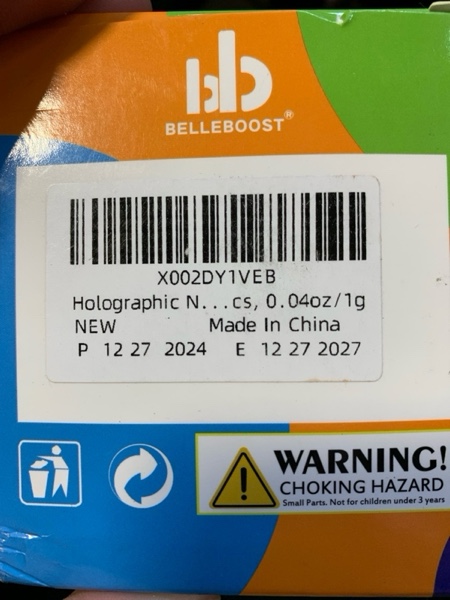 bb
BELLEBOOST®
X002DY1VEB
Holographic N...cs, 0.04oz/1g
NEW Made In China
P 12 27 2024 E 12 27 2027
WARNING!
CHOKING HAZARD
Small Parts. Not for children under 3 years